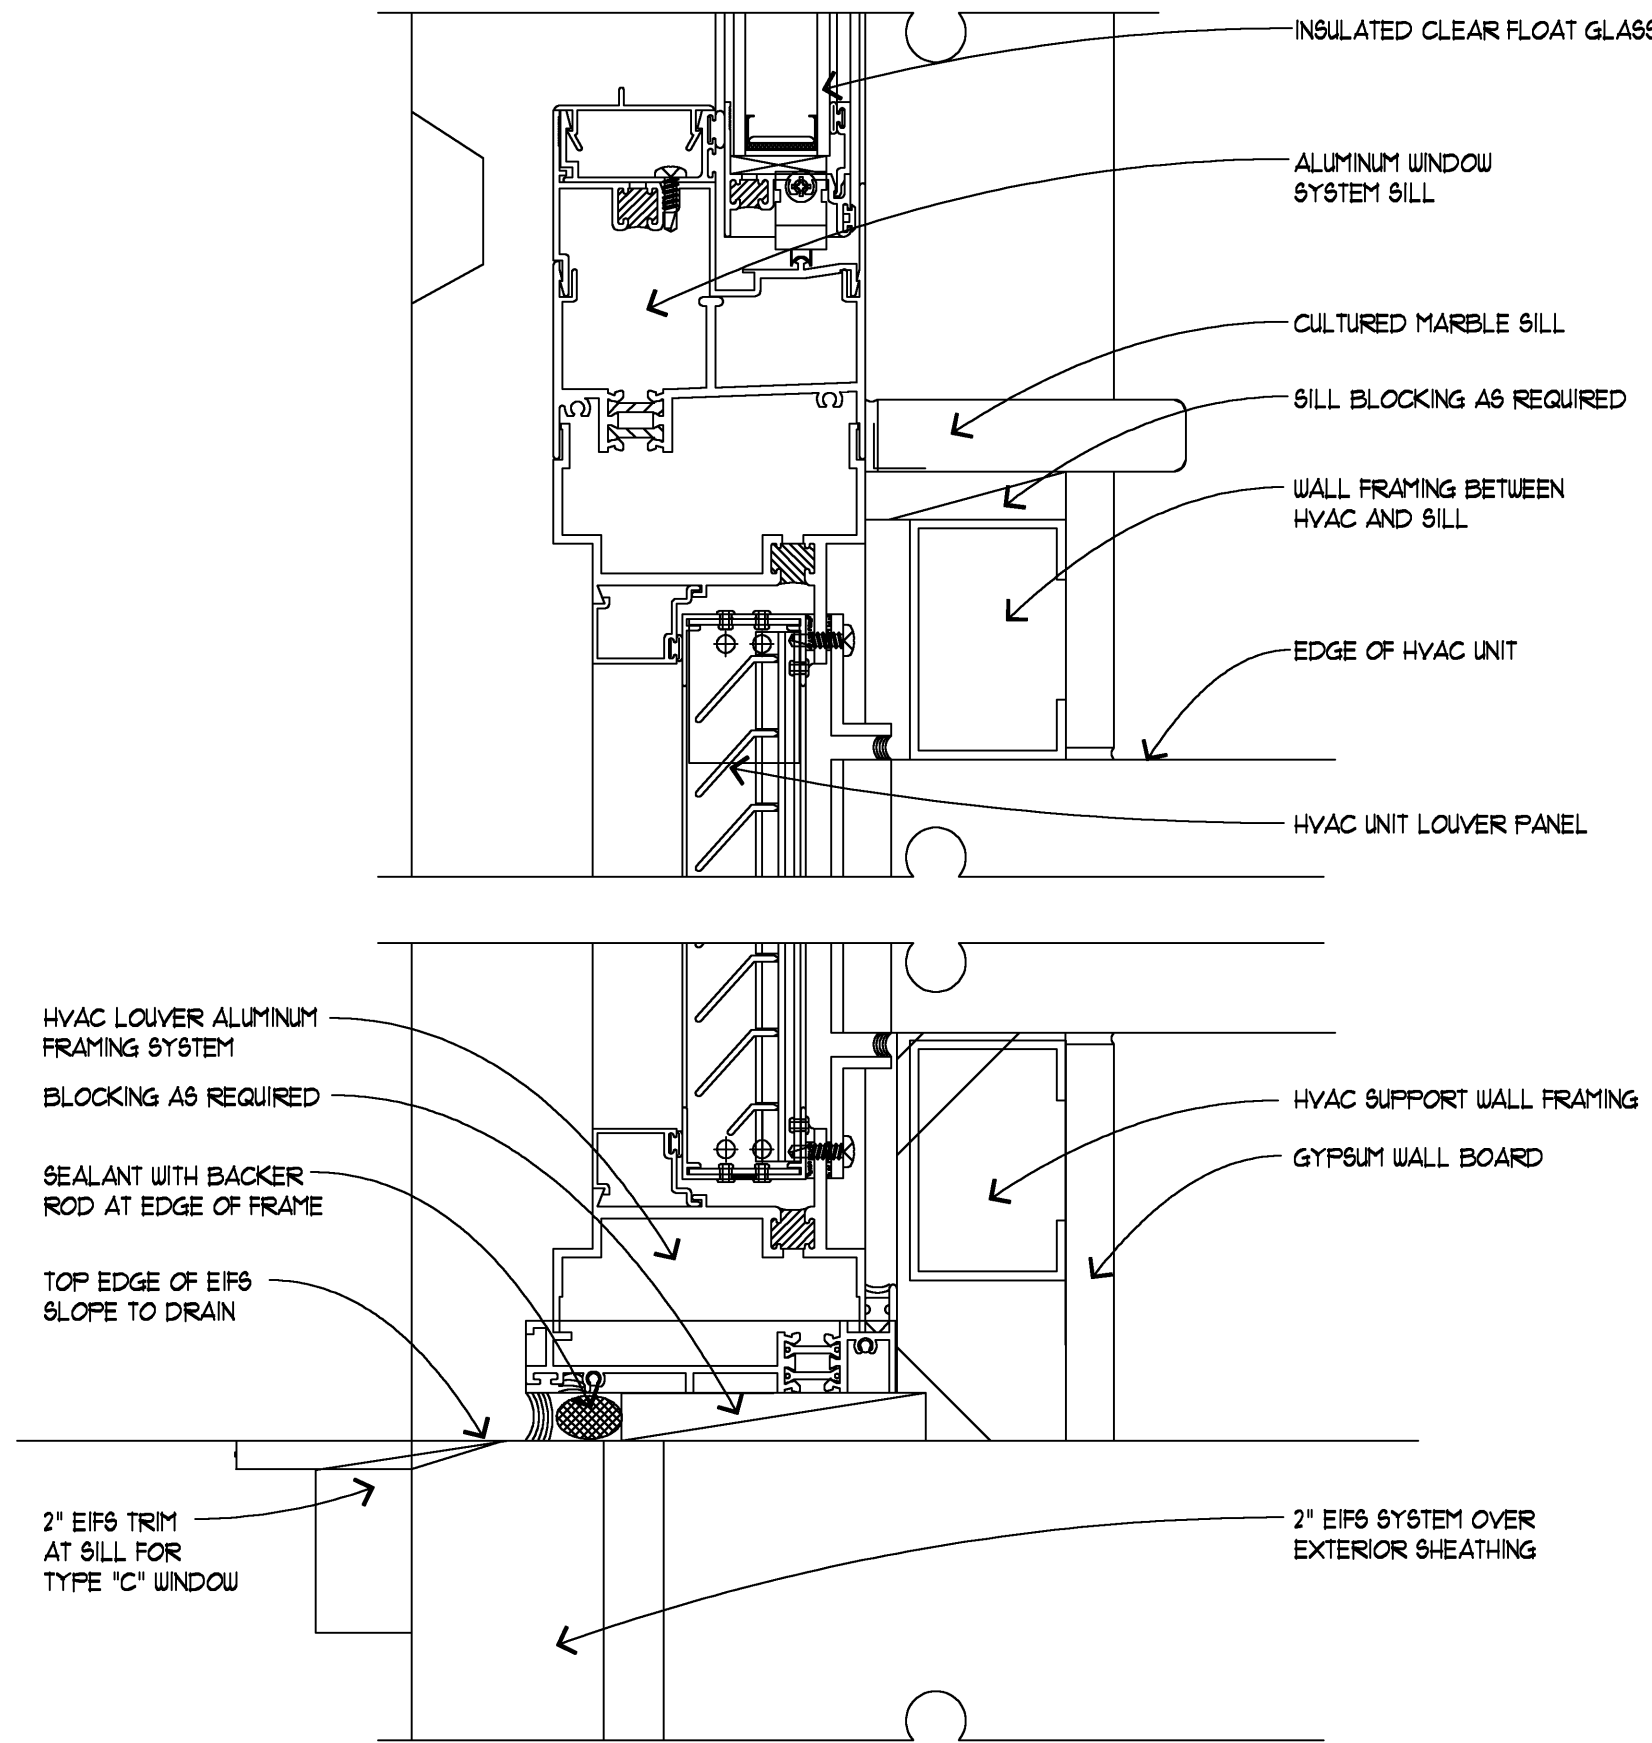 INSULATED CLEAR FLOAT GLASS
ALUMINUM WINDOW
SYSTEM SILL
CULTURED MARBLE SILL
SILL BLOCKING AS REQUIRED
WALL FRAMING BETWEEN
HVAC AND SILL
EDGE OF HVAC UNIT
HVAC UNIT LOUVER PANEL
HVAC LOUVER ALUMINUM
FRAMING SYSTEM
BLOCKING AS REQUIRED
SEALANT WITH BACKER
ROD AT EDGE OF FRAME
TOP EDGE OF EIFS
SLOPE TO DRAIN
2" EIFS TRIM
AT SILL FOR
TYPE "C" WINDOW
HVAC SUPPORT WALL FRAMING
GYPSUM WALL BOARD
2" EIFS SYSTEM OVER
EXTERIOR SHEATHING